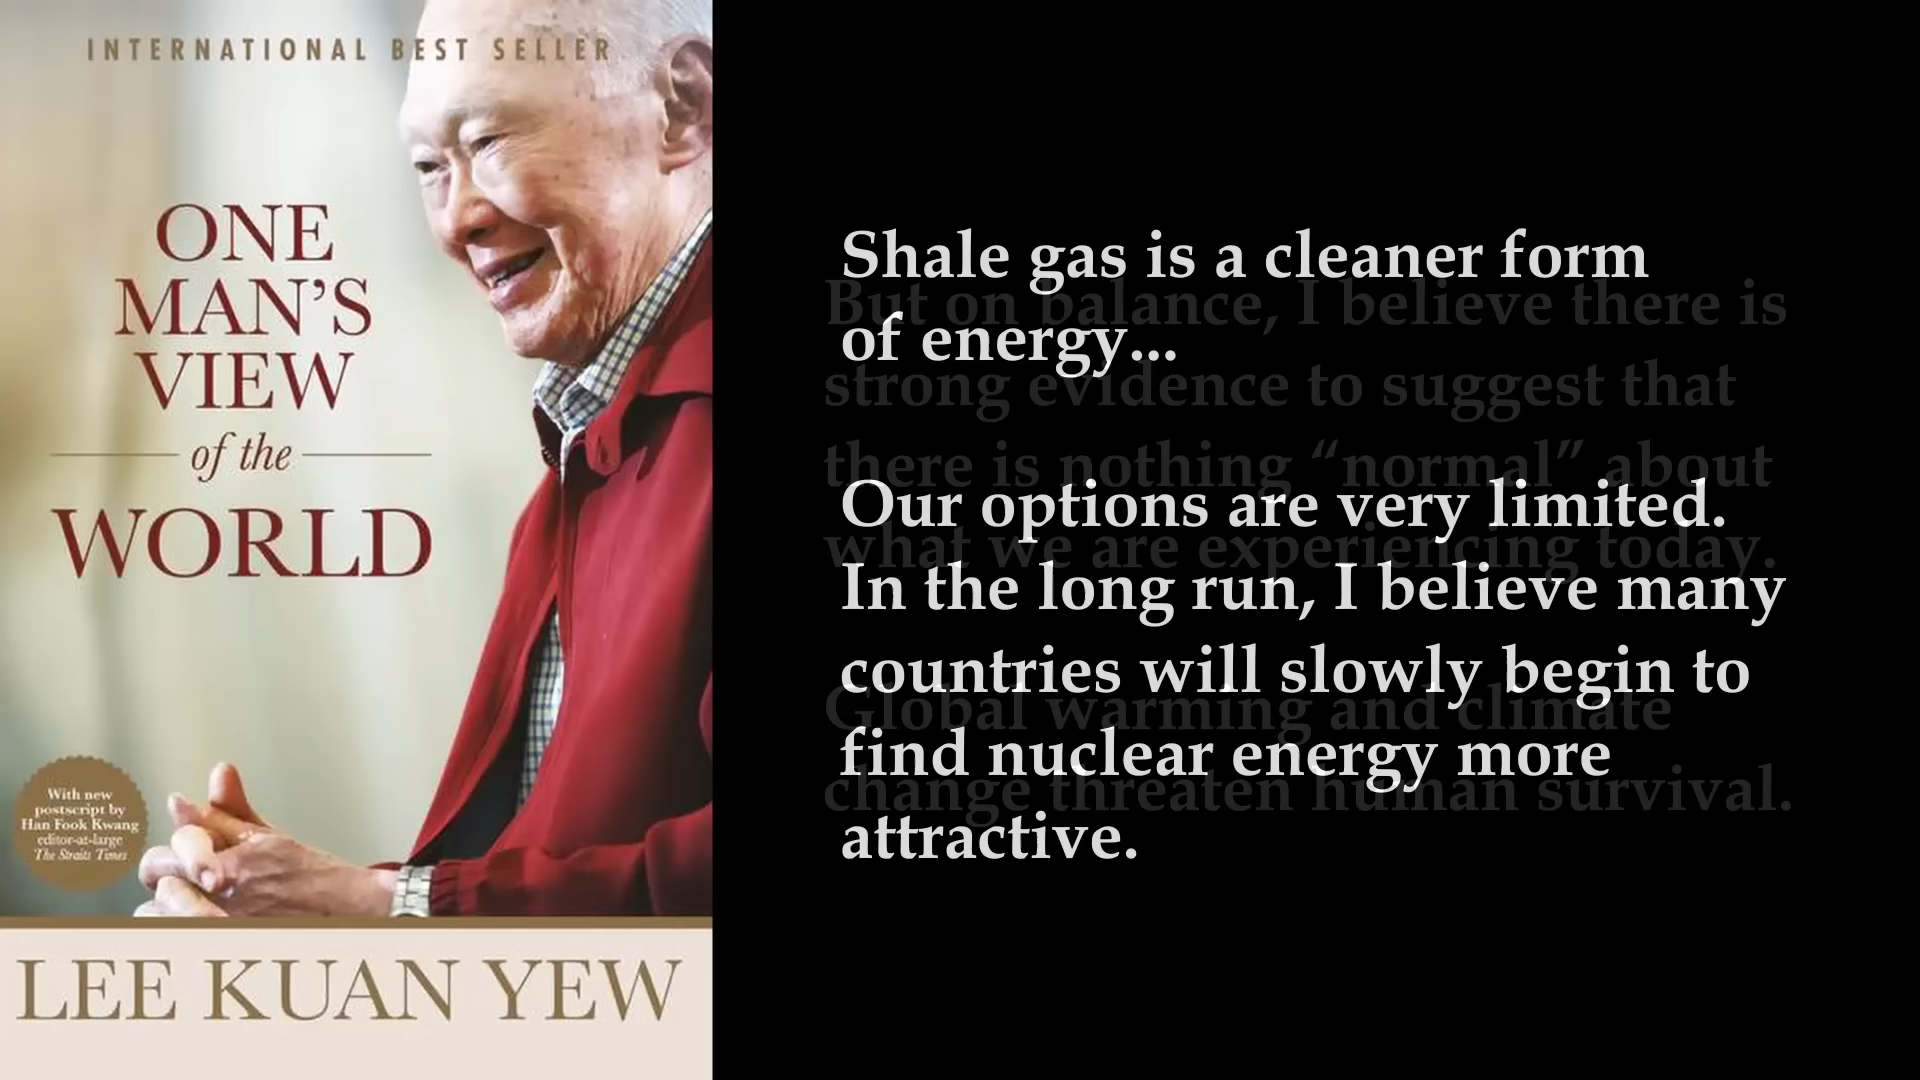 INTERNATIONAL BEST SELLER
ONE
MAN'S
VIEW
of the
WORLD
With new
postscript by
Han Fook Kwang
editor-at-large
The Straits Times
LEE KUAN YEW
Shale gas is a cleaner form
of energy...
Our options are very limited.
In the long run, I believe many
countries will slowly begin to
find nuclear energy more
attractive.
But on balance, I believe there is
strong evidence to suggest that
there is nothing “normal” about
what we are experiencing today.
Global warming and climate
change threaten human survival.